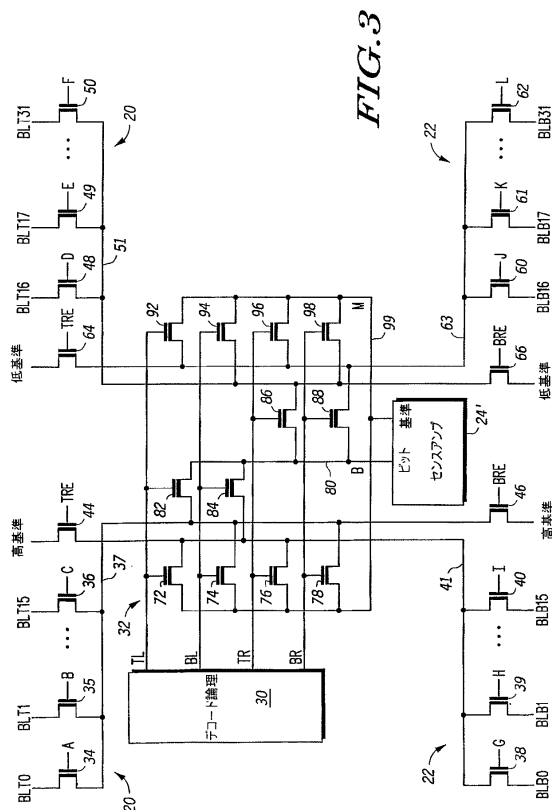 FIG.3
BLT0
BLT1
BLT15
高基準
低基準
BLT16
BLT17
BLT31
A
B
C
TRE
TRE
D
E
F
34
35
36
44
64
48
49
50
• • •
• • •
20
37
51
20
32
TL
BL
TR
BR
デコード論理
30
72
74
76
78
82
84
86
88
92
94
96
98
M
99
80
B
ビット
基準
センスアンプ
24'
41
63
22
22
G
H
I
BRE
BRE
J
K
L
38
39
40
46
66
60
61
62
• • •
• • •
BLB0
BLB1
BLB15
高基準
低基準
BLB16
BLB17
BLB31